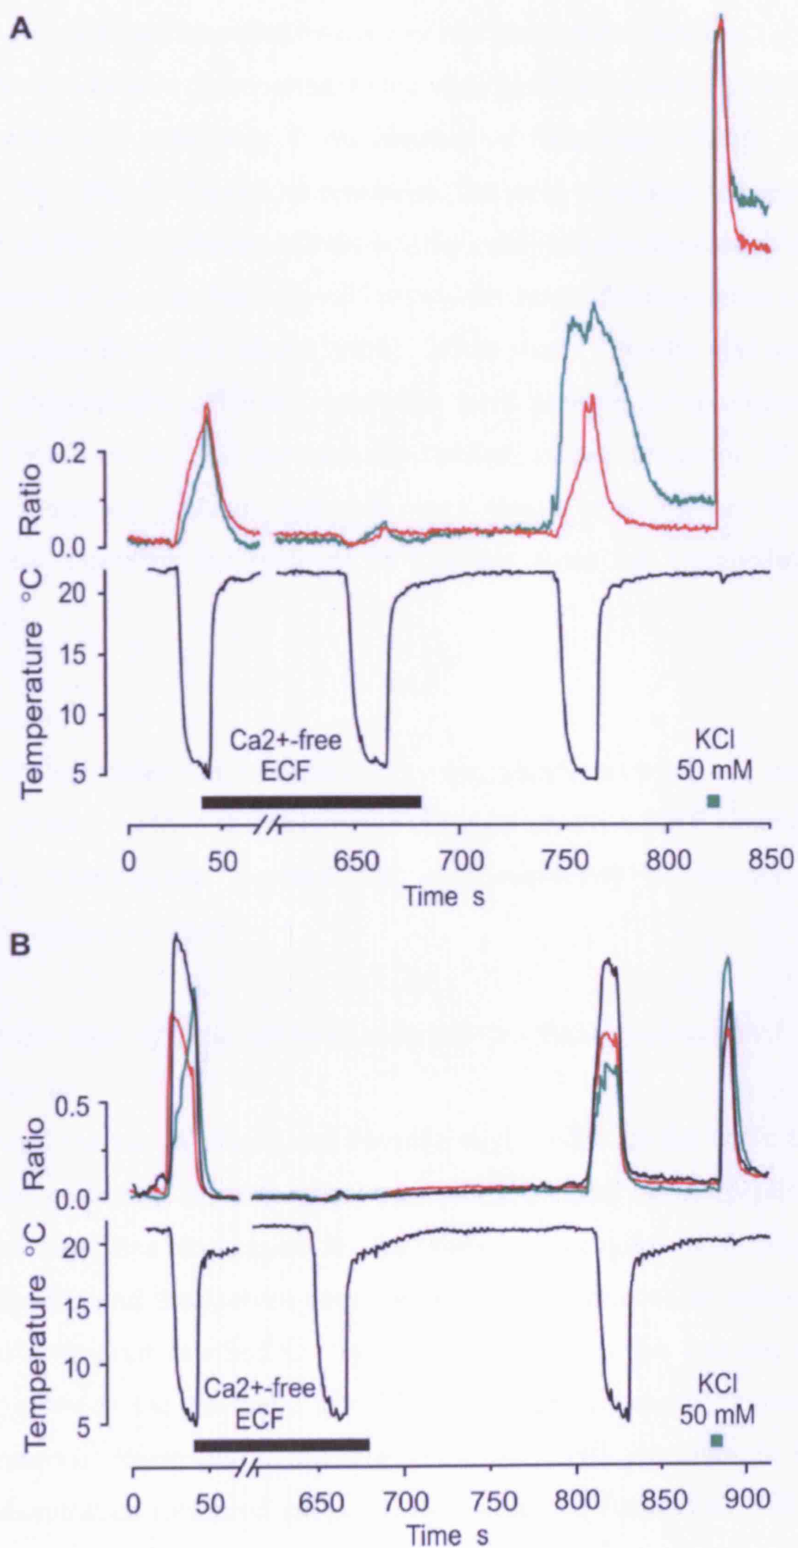 A
Ratio
0.2
0.0
Temperature °C
20
15
10
5
Ca2+-free
ECF
KCl
50 mM
0 50 650 700 750 800 850
Time s
B
Ratio
0.5
0.0
Temperature °C
20
15
10
5
Ca2+-free
ECF
KCl
50 mM
0 50 650 700 750 800 850 900
Time s